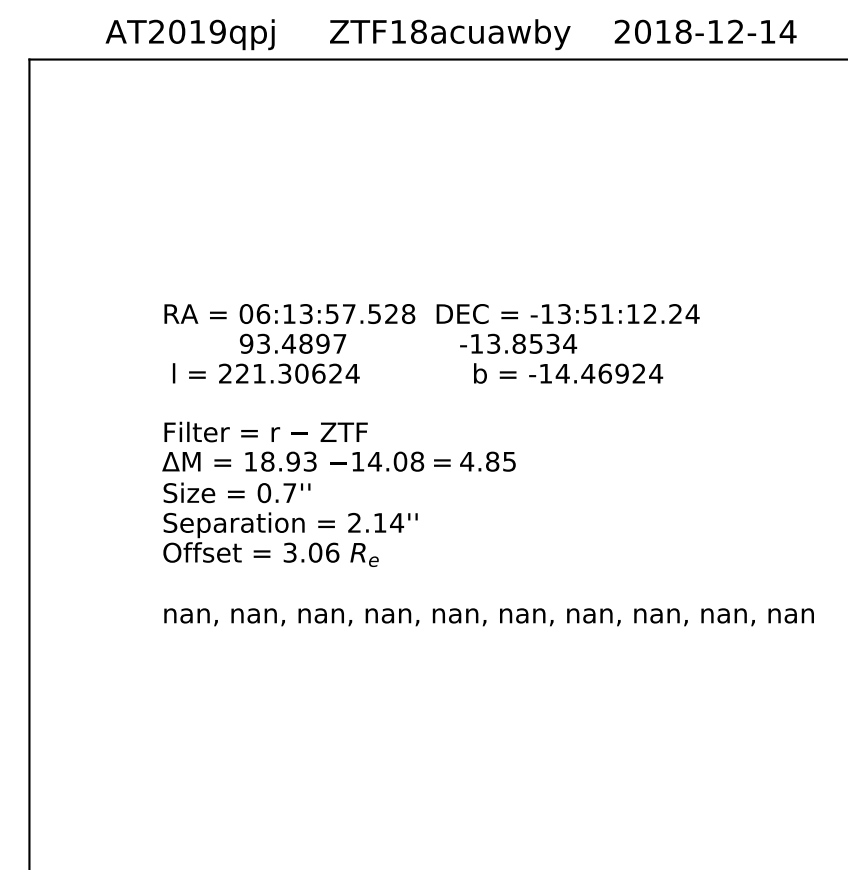 AT2019qpj ZTF18acuawby 2018-12-14
RA = 06:13:57.528 DEC = -13:51:12.24
93.4897 -13.8534
l = 221.30624 b = -14.46924
Filter = r − ZTF
ΔM = 18.93 −14.08 = 4.85
Size = 0.7''
Separation = 2.14''
Offset = 3.06 Re
nan, nan, nan, nan, nan, nan, nan, nan, nan, nan